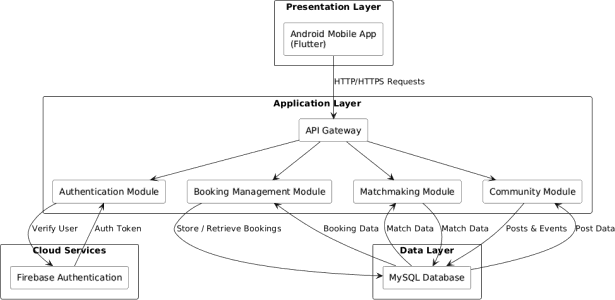 Presentation Layer
Android Mobile App
(Flutter)
HTTP/HTTPS Requests
Application Layer
API Gateway
Authentication Module
Booking Management Module
Matchmaking Module
Community Module
Verify User
Auth Token
Store / Retrieve Bookings
Booking Data
Match Data
Match Data
Posts & Events
Post Data
Cloud Services
Data Layer
Firebase Authentication
MySQL Database